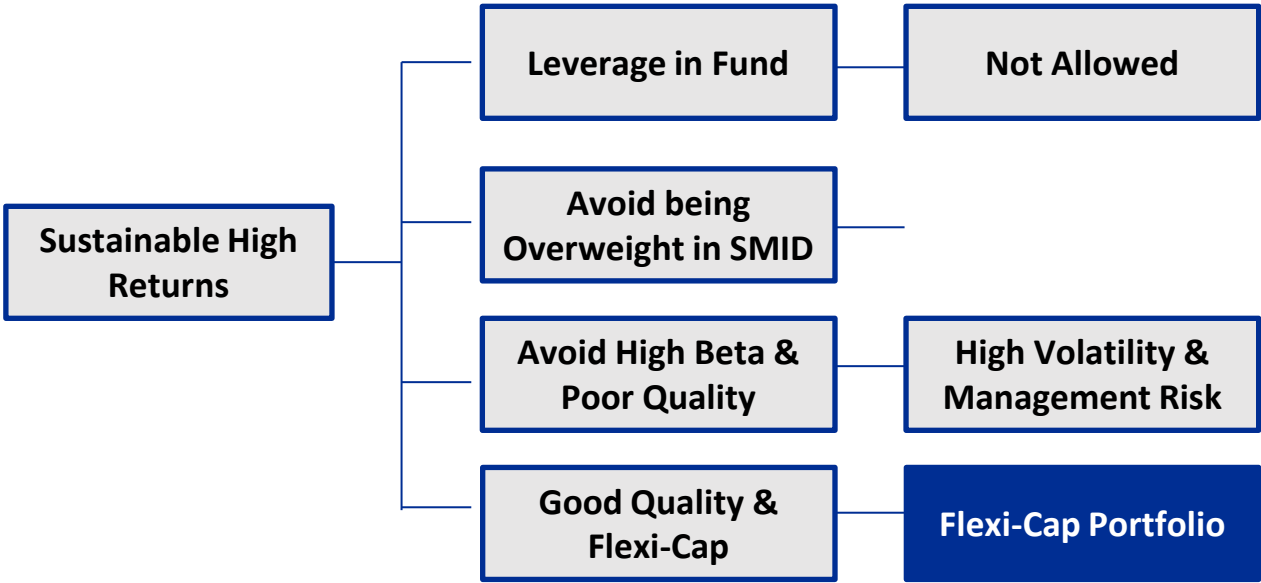 Leverage in Fund
Not Allowed
Avoid being
Overweight in SMID
Sustainable High
Returns
Avoid High Beta &
Poor Quality
High Volatility &
Management Risk
Good Quality &
Flexi-Cap
Flexi-Cap Portfolio